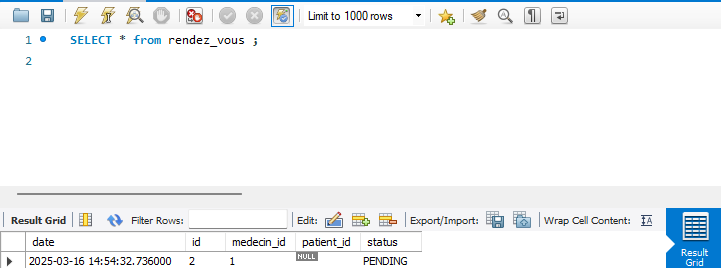 Limit to 1000 rows
1 SELECT * from rendez_vous ;
2
Result Grid Filter Rows: Edit: Export/Import: Wrap Cell Content:
date id medecin_id patient_id status
2025-03-16 14:54:32.736000 2 1 NULL PENDING
Result
Grid